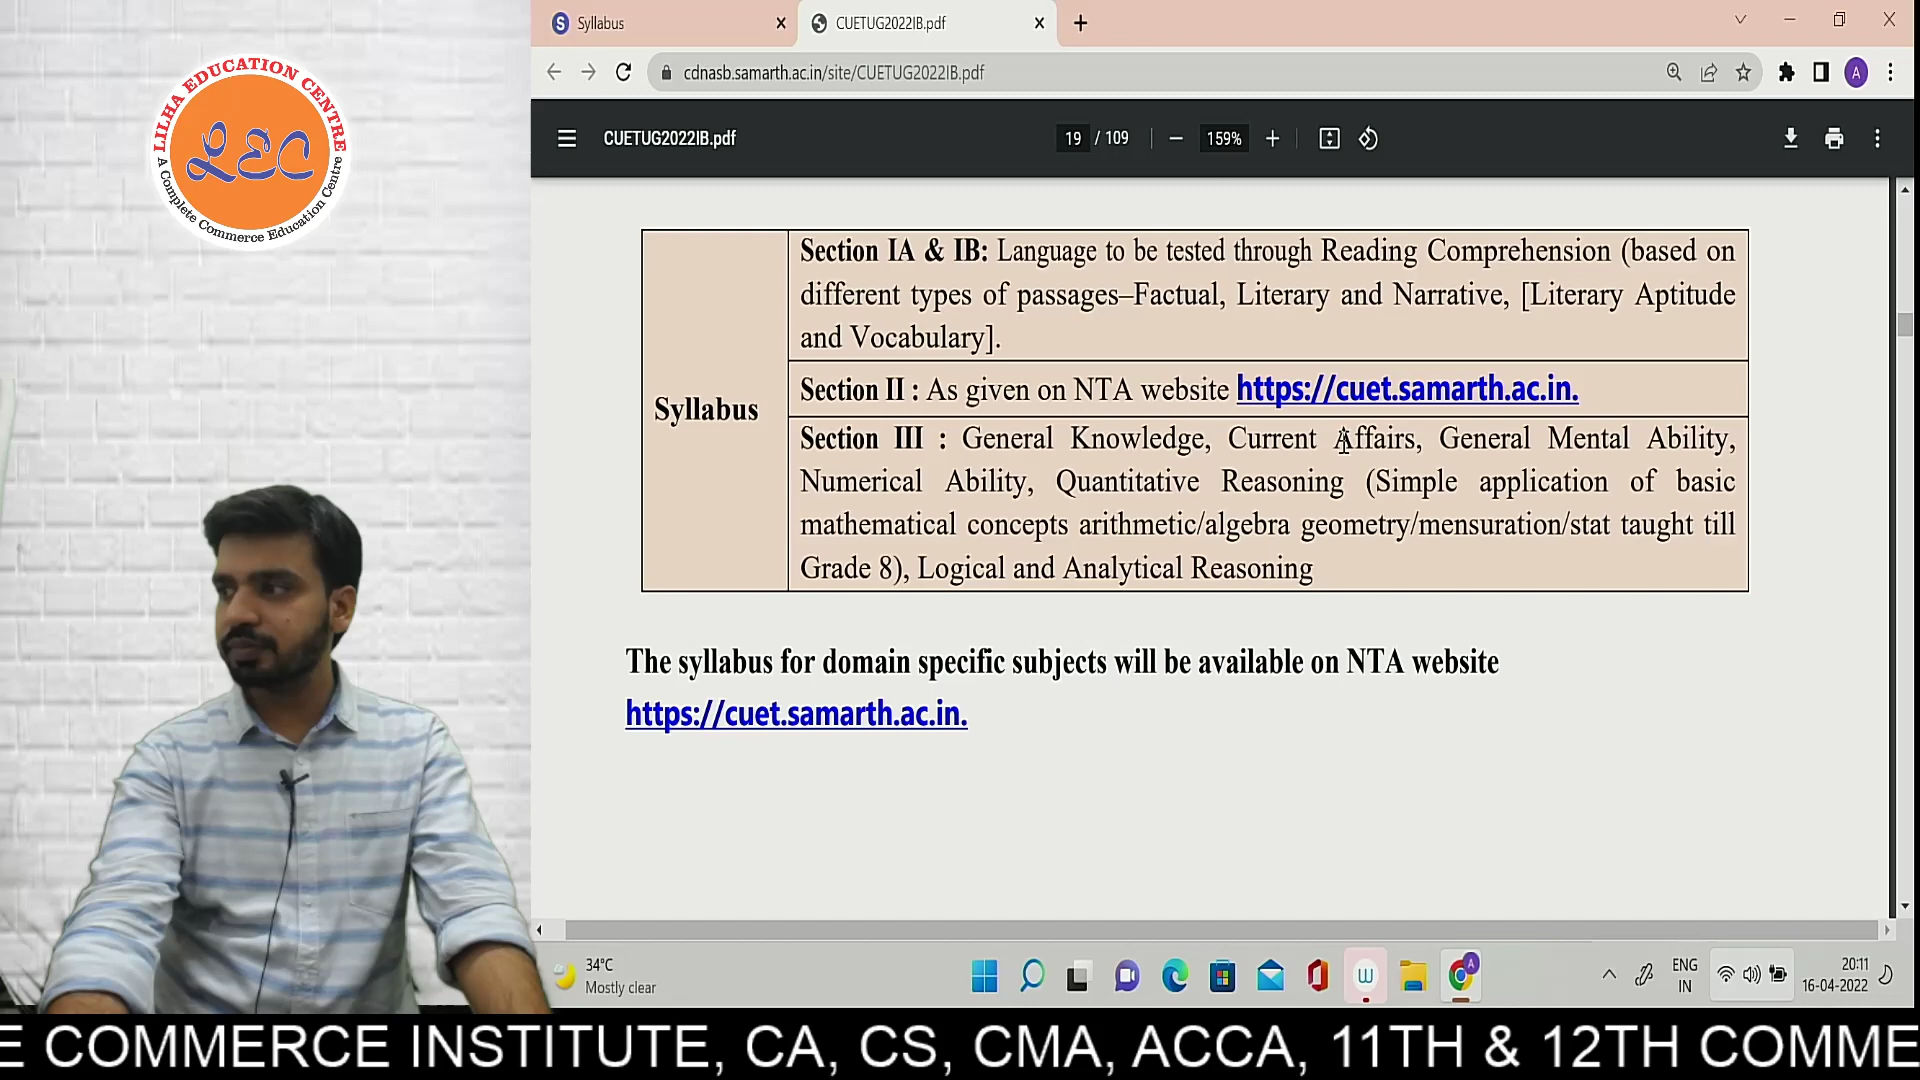 LILHA EDUCATION CENTRE
LEC
A Complete Commerce Education Centre
Syllabus
CUETUG2022IB.pdf
cdnasb.samarth.ac.in/site/CUETUG2022IB.pdf
A
CUETUG2022IB.pdf
19 / 109
159%
Syllabus
Section IA & IB: Language to be tested through Reading Comprehension (based on
different types of passages–Factual, Literary and Narrative, [Literary Aptitude
and Vocabulary].
Section II : As given on NTA website https://cuet.samarth.ac.in.
Section III : General Knowledge, Current Affairs, General Mental Ability,
Numerical Ability, Quantitative Reasoning (Simple application of basic
mathematical concepts arithmetic/algebra geometry/mensuration/stat taught till
Grade 8), Logical and Analytical Reasoning
The syllabus for domain specific subjects will be available on NTA website
https://cuet.samarth.ac.in.
34°C
Mostly clear
ENG
IN
20:11
16-04-2022
E COMMERCE INSTITUTE, CA, CS, CMA, ACCA, 11TH & 12TH COMME